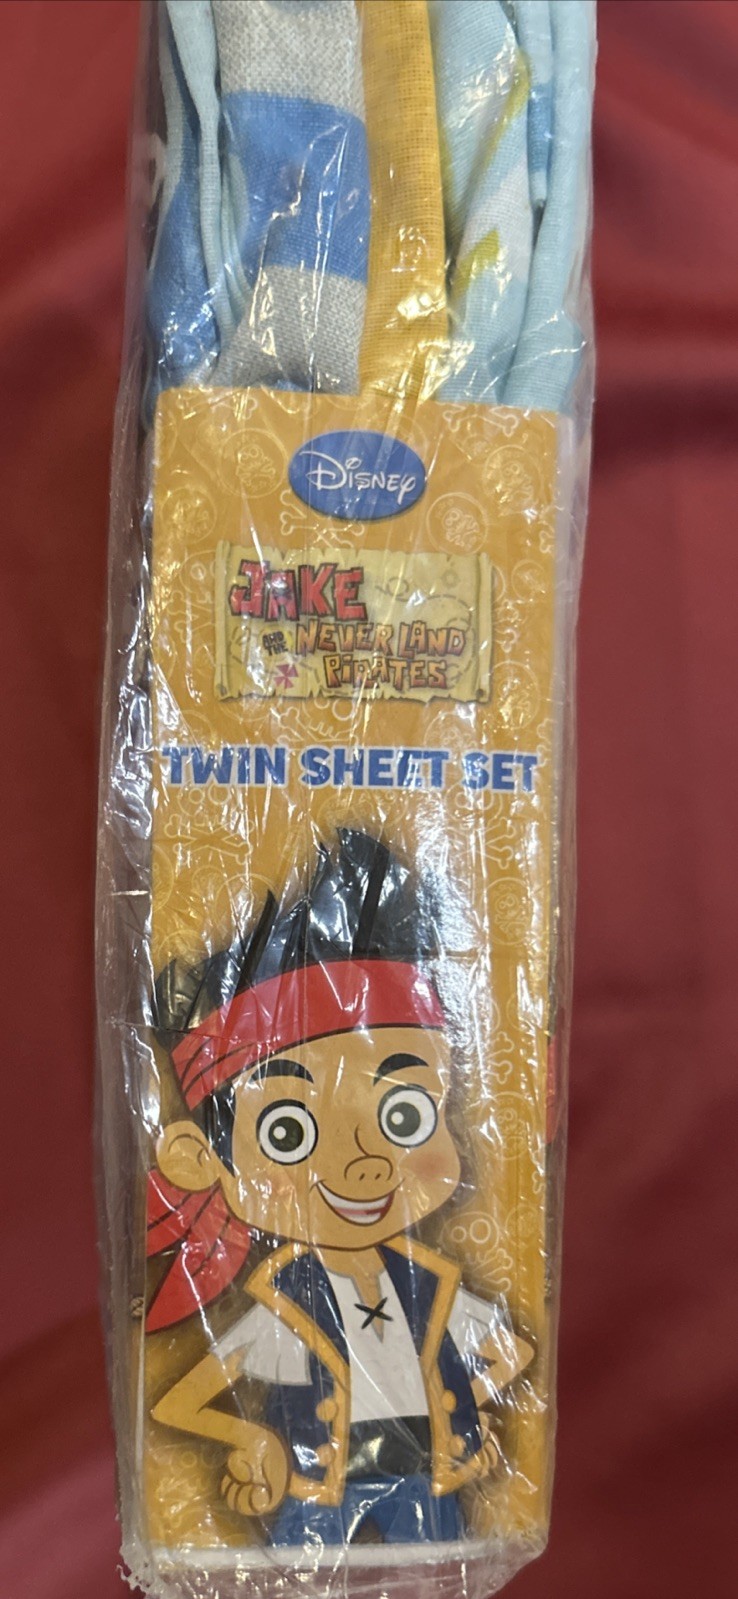 Disney
JAKE
AND THE NEVER LAND
PIRATES
TWIN SHEET SET